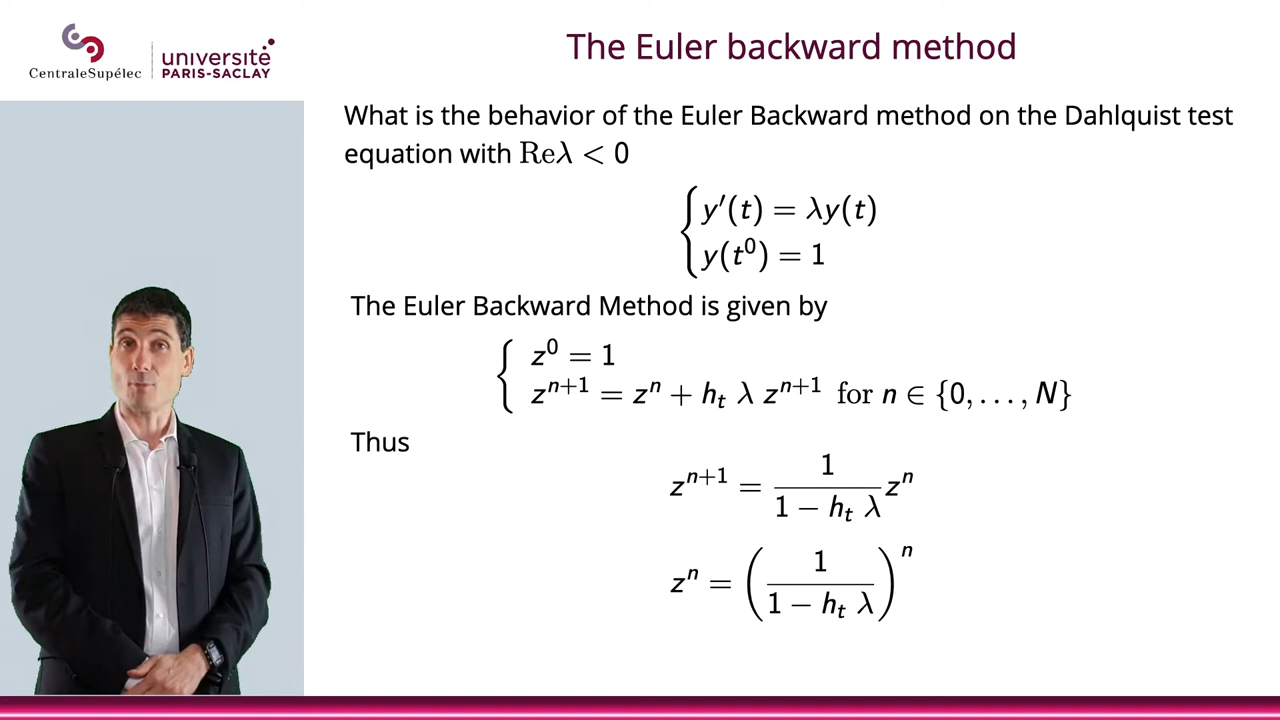 CentraleSupélec
université
PARIS-SACLAY
The Euler backward method
What is the behavior of the Euler Backward method on the Dahlquist test
equation with Reλ < 0
y′(t) = λy(t)
y(t⁰) = 1
The Euler Backward Method is given by
z⁰ = 1
zⁿ⁺¹ = zⁿ + hₜ λ zⁿ⁺¹ for n ∈ {0, . . . , N}
Thus
zⁿ⁺¹ = 1 / (1 − hₜ λ) zⁿ
zⁿ = (1 / (1 − hₜ λ))ⁿ